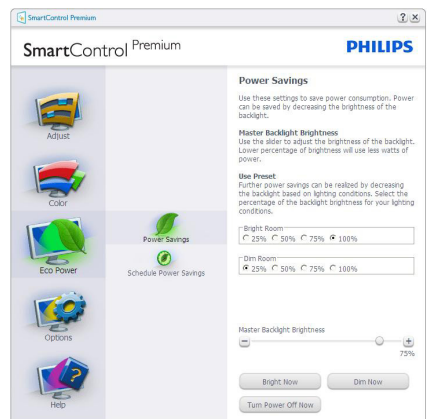 SmartControl Premium
? ×
SmartControl Premium
PHILIPS
Adjust
Color
Eco Power
Options
Help
Power Savings
Schedule Power Savings
Power Savings
Use these settings to save power consumption. Power
can be saved by decreasing the brightness of the
backlight.
Master Backlight Brightness
Use the slider to adjust the brightness of the backlight.
Lower percentage of brightness will use less watts of
power.
Use Preset
Further power savings can be realized by decreasing
the backlight based on lighting conditions. Select the
percentage of the backlight brightness for your lighting
conditions.
Bright Room
25% 50% 75% 100%
Dim Room
25% 50% 75% 100%
Master Backlight Brightness
75%
Bright Now Dim Now
Turn Power Off Now